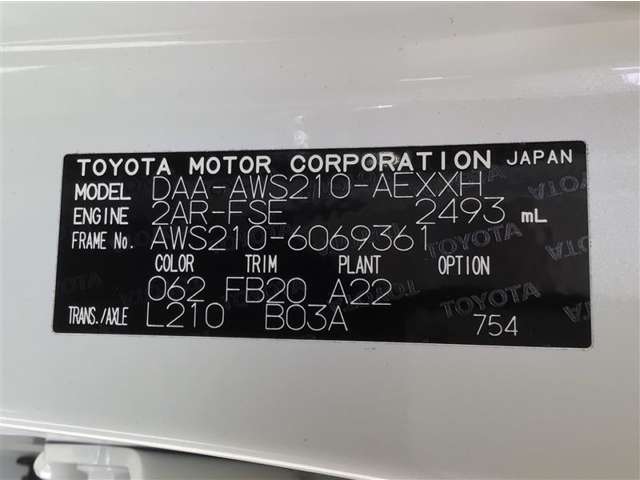 TOYOTA MOTOR CORPORATION JAPAN
MODEL DAA-AWS210-AEXXH
ENGINE 2AR-FSE 2493 mL
FRAME No. AWS210-6069361
COLOR TRIM PLANT OPTION
062 FB20 A22
TRANS./AXLE L210 B03A 754